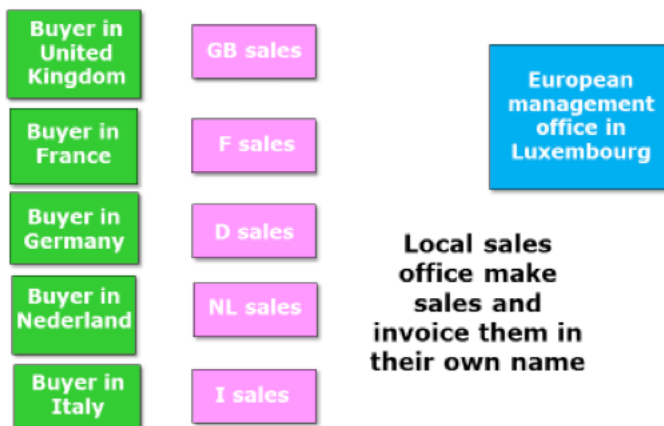 Buyer in
United
Kingdom
GB sales
European
management
office in
Luxembourg
Buyer in
France
F sales
Buyer in
Germany
D sales
Local sales
office make
sales and
invoice them in
their own name
Buyer in
Nederland
NL sales
Buyer in
Italy
I sales